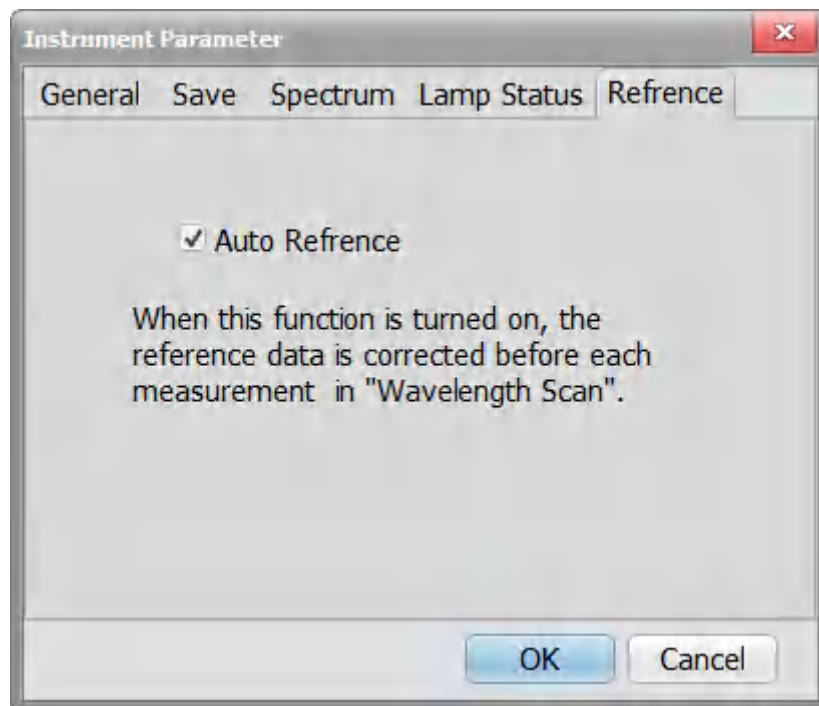 Instrument Parameter
General Save Spectrum Lamp Status Refrence
Auto Refrence
When this function is turned on, the
reference data is corrected before each
measurement in "Wavelength Scan".
OK Cancel